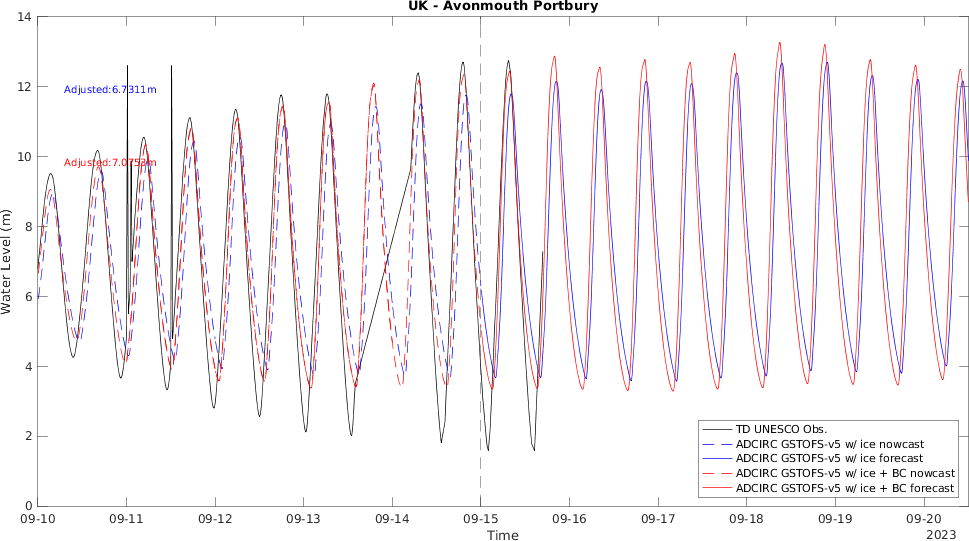 UK - Avonmouth Portbury
14
12
10
8
6
4
2
0
Water Level (m)
Adjusted:6.7311m
Adjusted:7.0753m
09-10
09-11
09-12
09-13
09-14
09-15
09-16
09-17
09-18
09-19
09-20
Time
2023
TD UNESCO Obs.
ADCIRC GSTOFS-v5 w/ ice nowcast
ADCIRC GSTOFS-v5 w/ ice forecast
ADCIRC GSTOFS-v5 w/ ice + BC nowcast
ADCIRC GSTOFS-v5 w/ ice + BC forecast